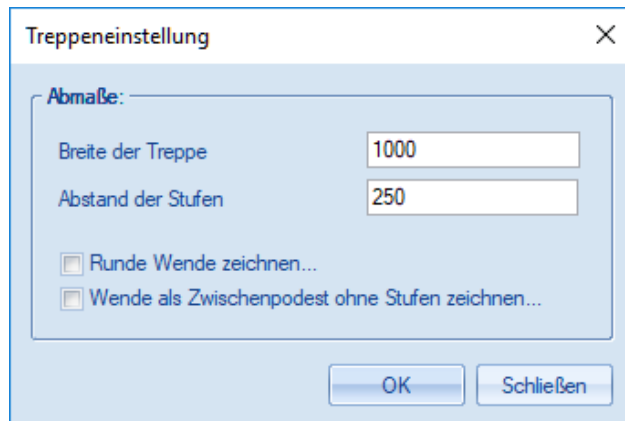 Treppeneinstellung
Abmaße:
Breite der Treppe 1000
Abstand der Stufen 250
Runde Wende zeichnen...
Wende als Zwischenpodest ohne Stufen zeichnen...
OK Schließen